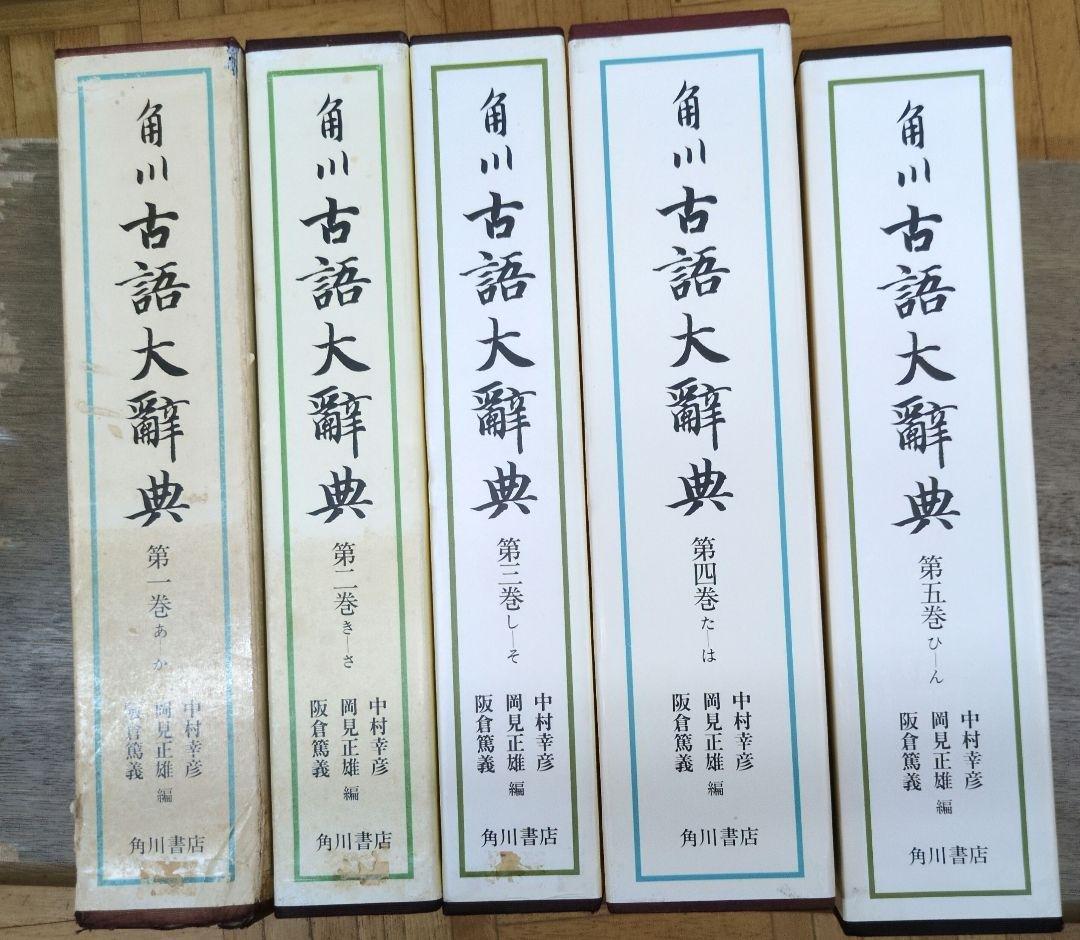 角川古語大辭典
第一巻 あ—か
中村幸彦
岡見正雄 編
阪倉篤義
角川書店
角川古語大辭典
第二巻 き—さ
中村幸彦
岡見正雄 編
阪倉篤義
角川書店
角川古語大辭典
第三巻 し—そ
中村幸彦
岡見正雄 編
阪倉篤義
角川書店
角川古語大辭典
第四巻 た—は
中村幸彦
岡見正雄 編
阪倉篤義
角川書店
角川古語大辭典
第五巻 ひ—ん
中村幸彦
岡見正雄 編
阪倉篤義
角川書店